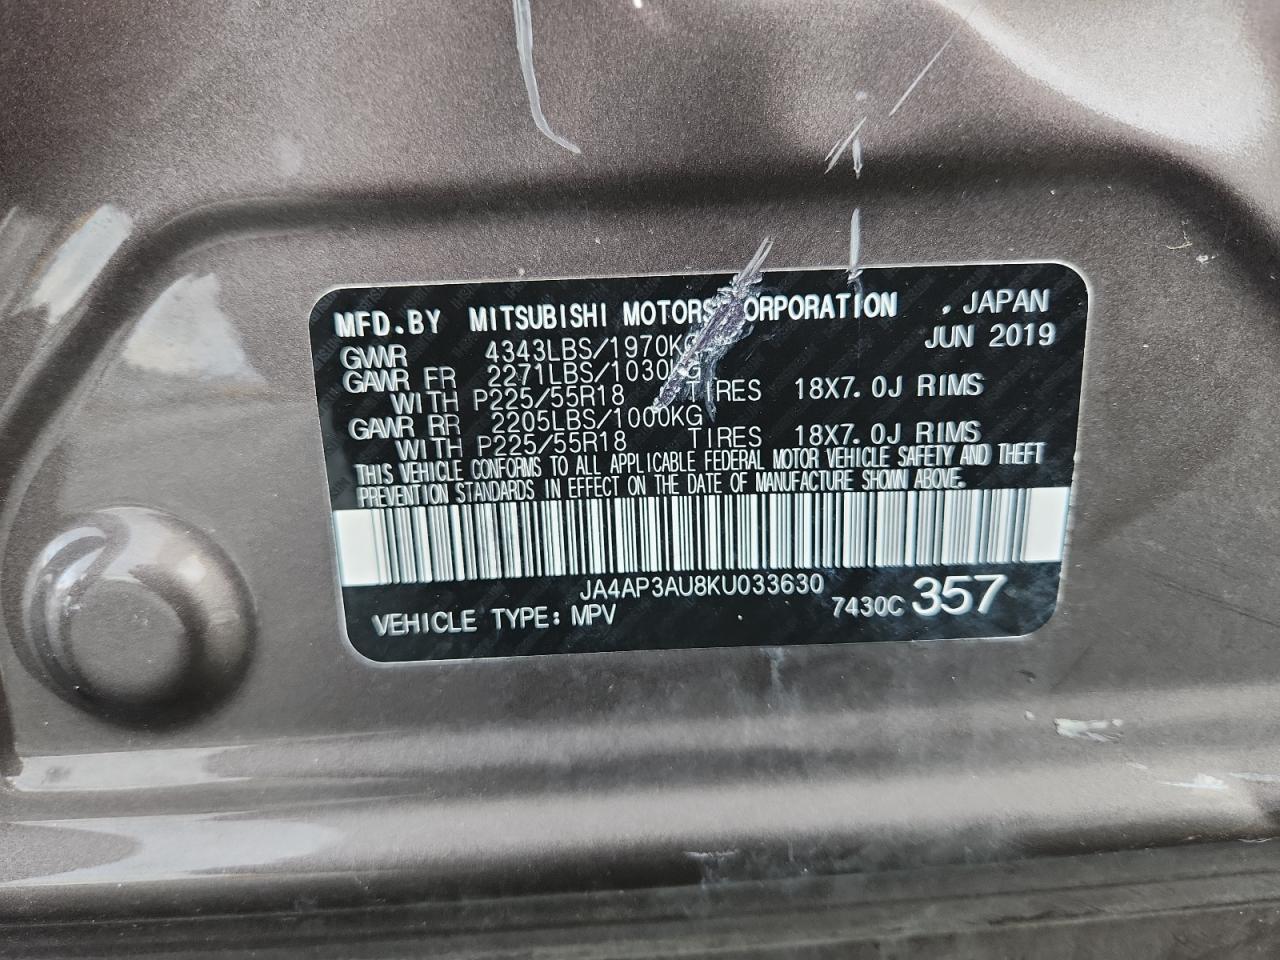 MFD.BY MITSUBISHI MOTORS CORPORATION , JAPAN
JUN 2019
GVWR 4343LBS/1970KG
GAWR FR 2271LBS/1030KG
WITH P225/55R18 TIRES 18X7.0J RIMS
GAWR RR 2205LBS/1000KG
WITH P225/55R18 TIRES 18X7.0J RIMS
THIS VEHICLE CONFORMS TO ALL APPLICABLE FEDERAL MOTOR VEHICLE SAFETY AND THEFT
PREVENTION STANDARDS IN EFFECT ON THE DATE OF MANUFACTURE SHOWN ABOVE.
JA4AP3AU8KU033630
VEHICLE TYPE: MPV 7430C 357